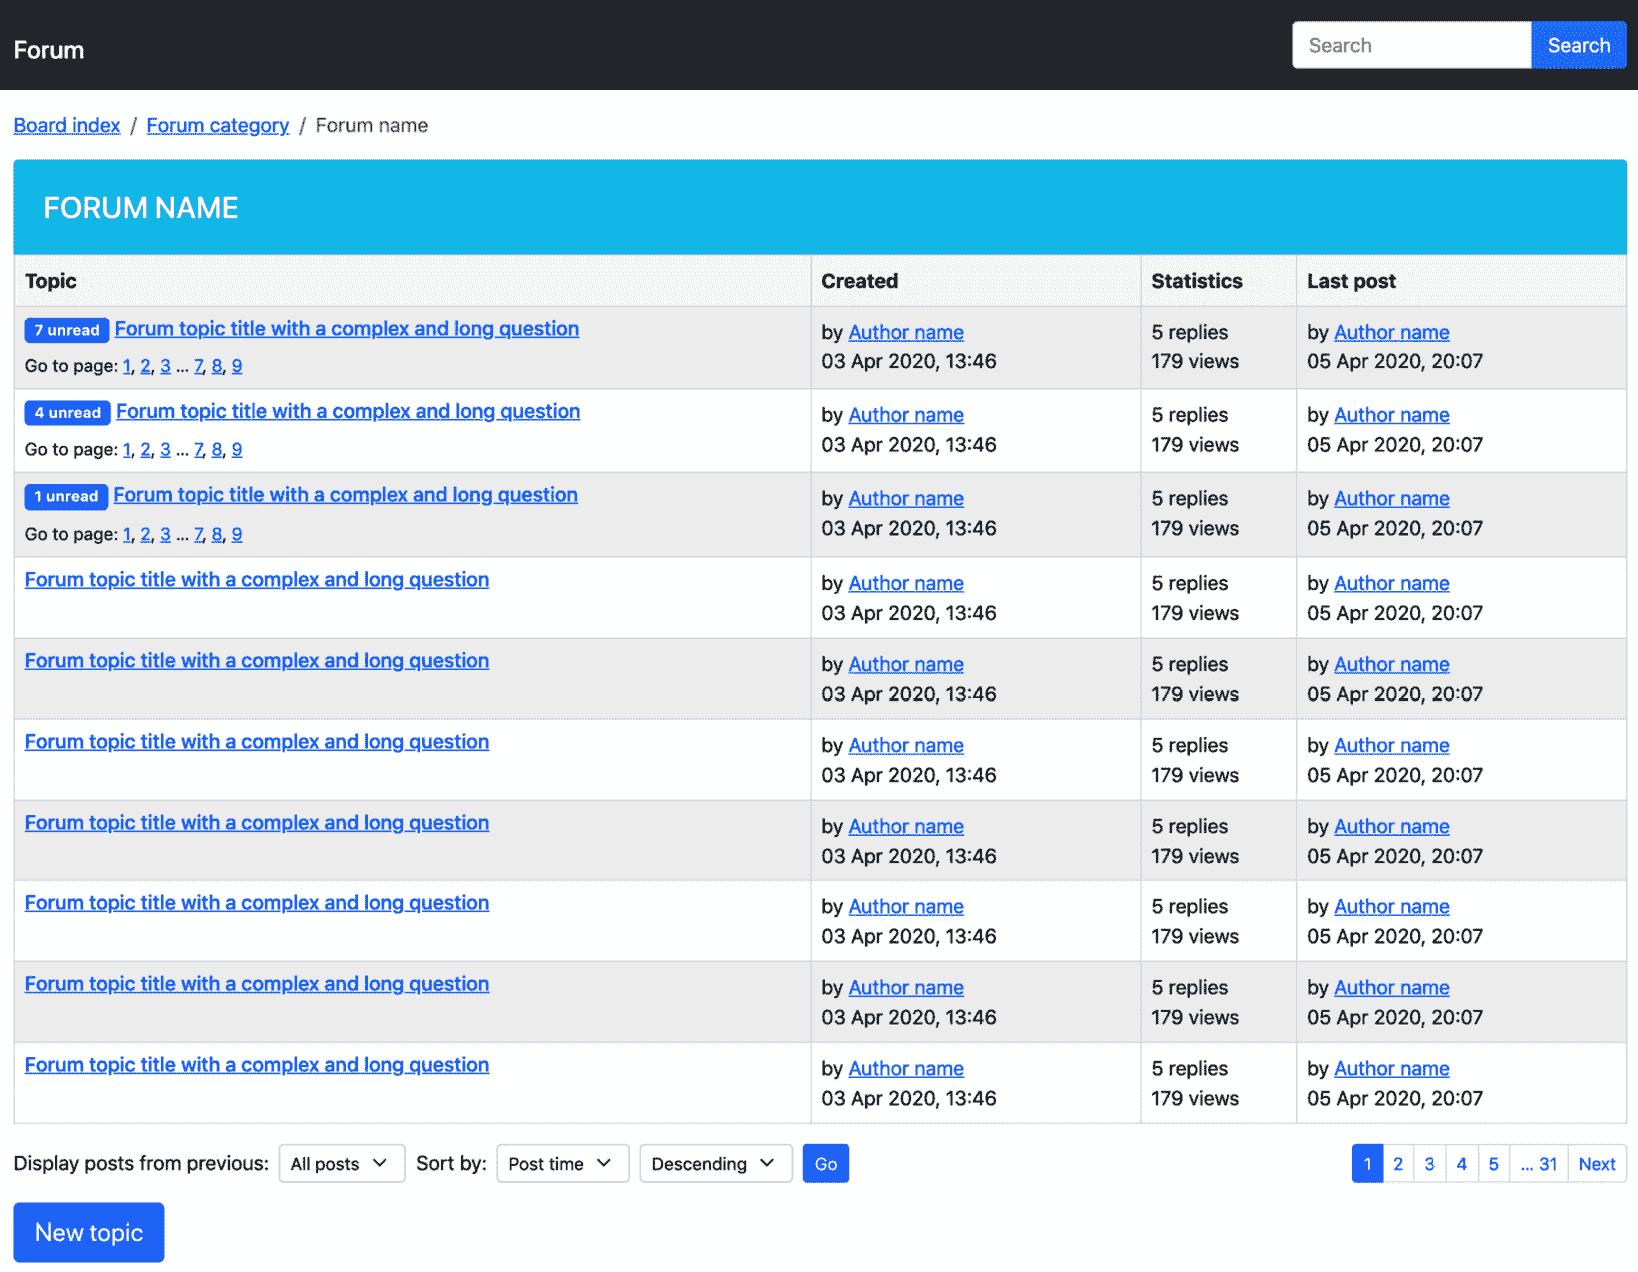 Forum
Search Search
Board index / Forum category / Forum name
FORUM NAME
Topic Created Statistics Last post
7 unread Forum topic title with a complex and long question by Author name 5 replies by Author name
Go to page: 1, 2, 3 ... 7, 8, 9 03 Apr 2020, 13:46 179 views 05 Apr 2020, 20:07
4 unread Forum topic title with a complex and long question by Author name 5 replies by Author name
Go to page: 1, 2, 3 ... 7, 8, 9 03 Apr 2020, 13:46 179 views 05 Apr 2020, 20:07
1 unread Forum topic title with a complex and long question by Author name 5 replies by Author name
Go to page: 1, 2, 3 ... 7, 8, 9 03 Apr 2020, 13:46 179 views 05 Apr 2020, 20:07
Forum topic title with a complex and long question by Author name 5 replies by Author name
03 Apr 2020, 13:46 179 views 05 Apr 2020, 20:07
Forum topic title with a complex and long question by Author name 5 replies by Author name
03 Apr 2020, 13:46 179 views 05 Apr 2020, 20:07
Forum topic title with a complex and long question by Author name 5 replies by Author name
03 Apr 2020, 13:46 179 views 05 Apr 2020, 20:07
Forum topic title with a complex and long question by Author name 5 replies by Author name
03 Apr 2020, 13:46 179 views 05 Apr 2020, 20:07
Forum topic title with a complex and long question by Author name 5 replies by Author name
03 Apr 2020, 13:46 179 views 05 Apr 2020, 20:07
Forum topic title with a complex and long question by Author name 5 replies by Author name
03 Apr 2020, 13:46 179 views 05 Apr 2020, 20:07
Forum topic title with a complex and long question by Author name 5 replies by Author name
03 Apr 2020, 13:46 179 views 05 Apr 2020, 20:07
Display posts from previous: All posts Sort by: Post time Descending Go 1 2 3 4 5 ... 31 Next
New topic